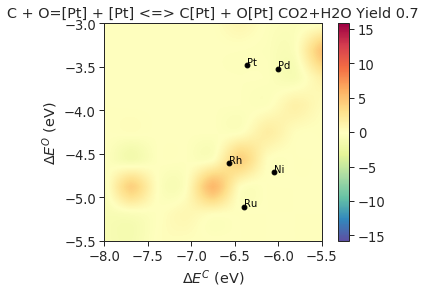 C + O=[Pt] + [Pt] <=> C[Pt] + O[Pt] CO2+H2O Yield 0.7
−3.0
−3.5
−4.0
−4.5
−5.0
−5.5
ΔE^O (eV)
Pt
Pd
Rh
Ni
Ru
−8.0 −7.5 −7.0 −6.5 −6.0 −5.5
ΔE^C (eV)
15
10
5
0
−5
−10
−15